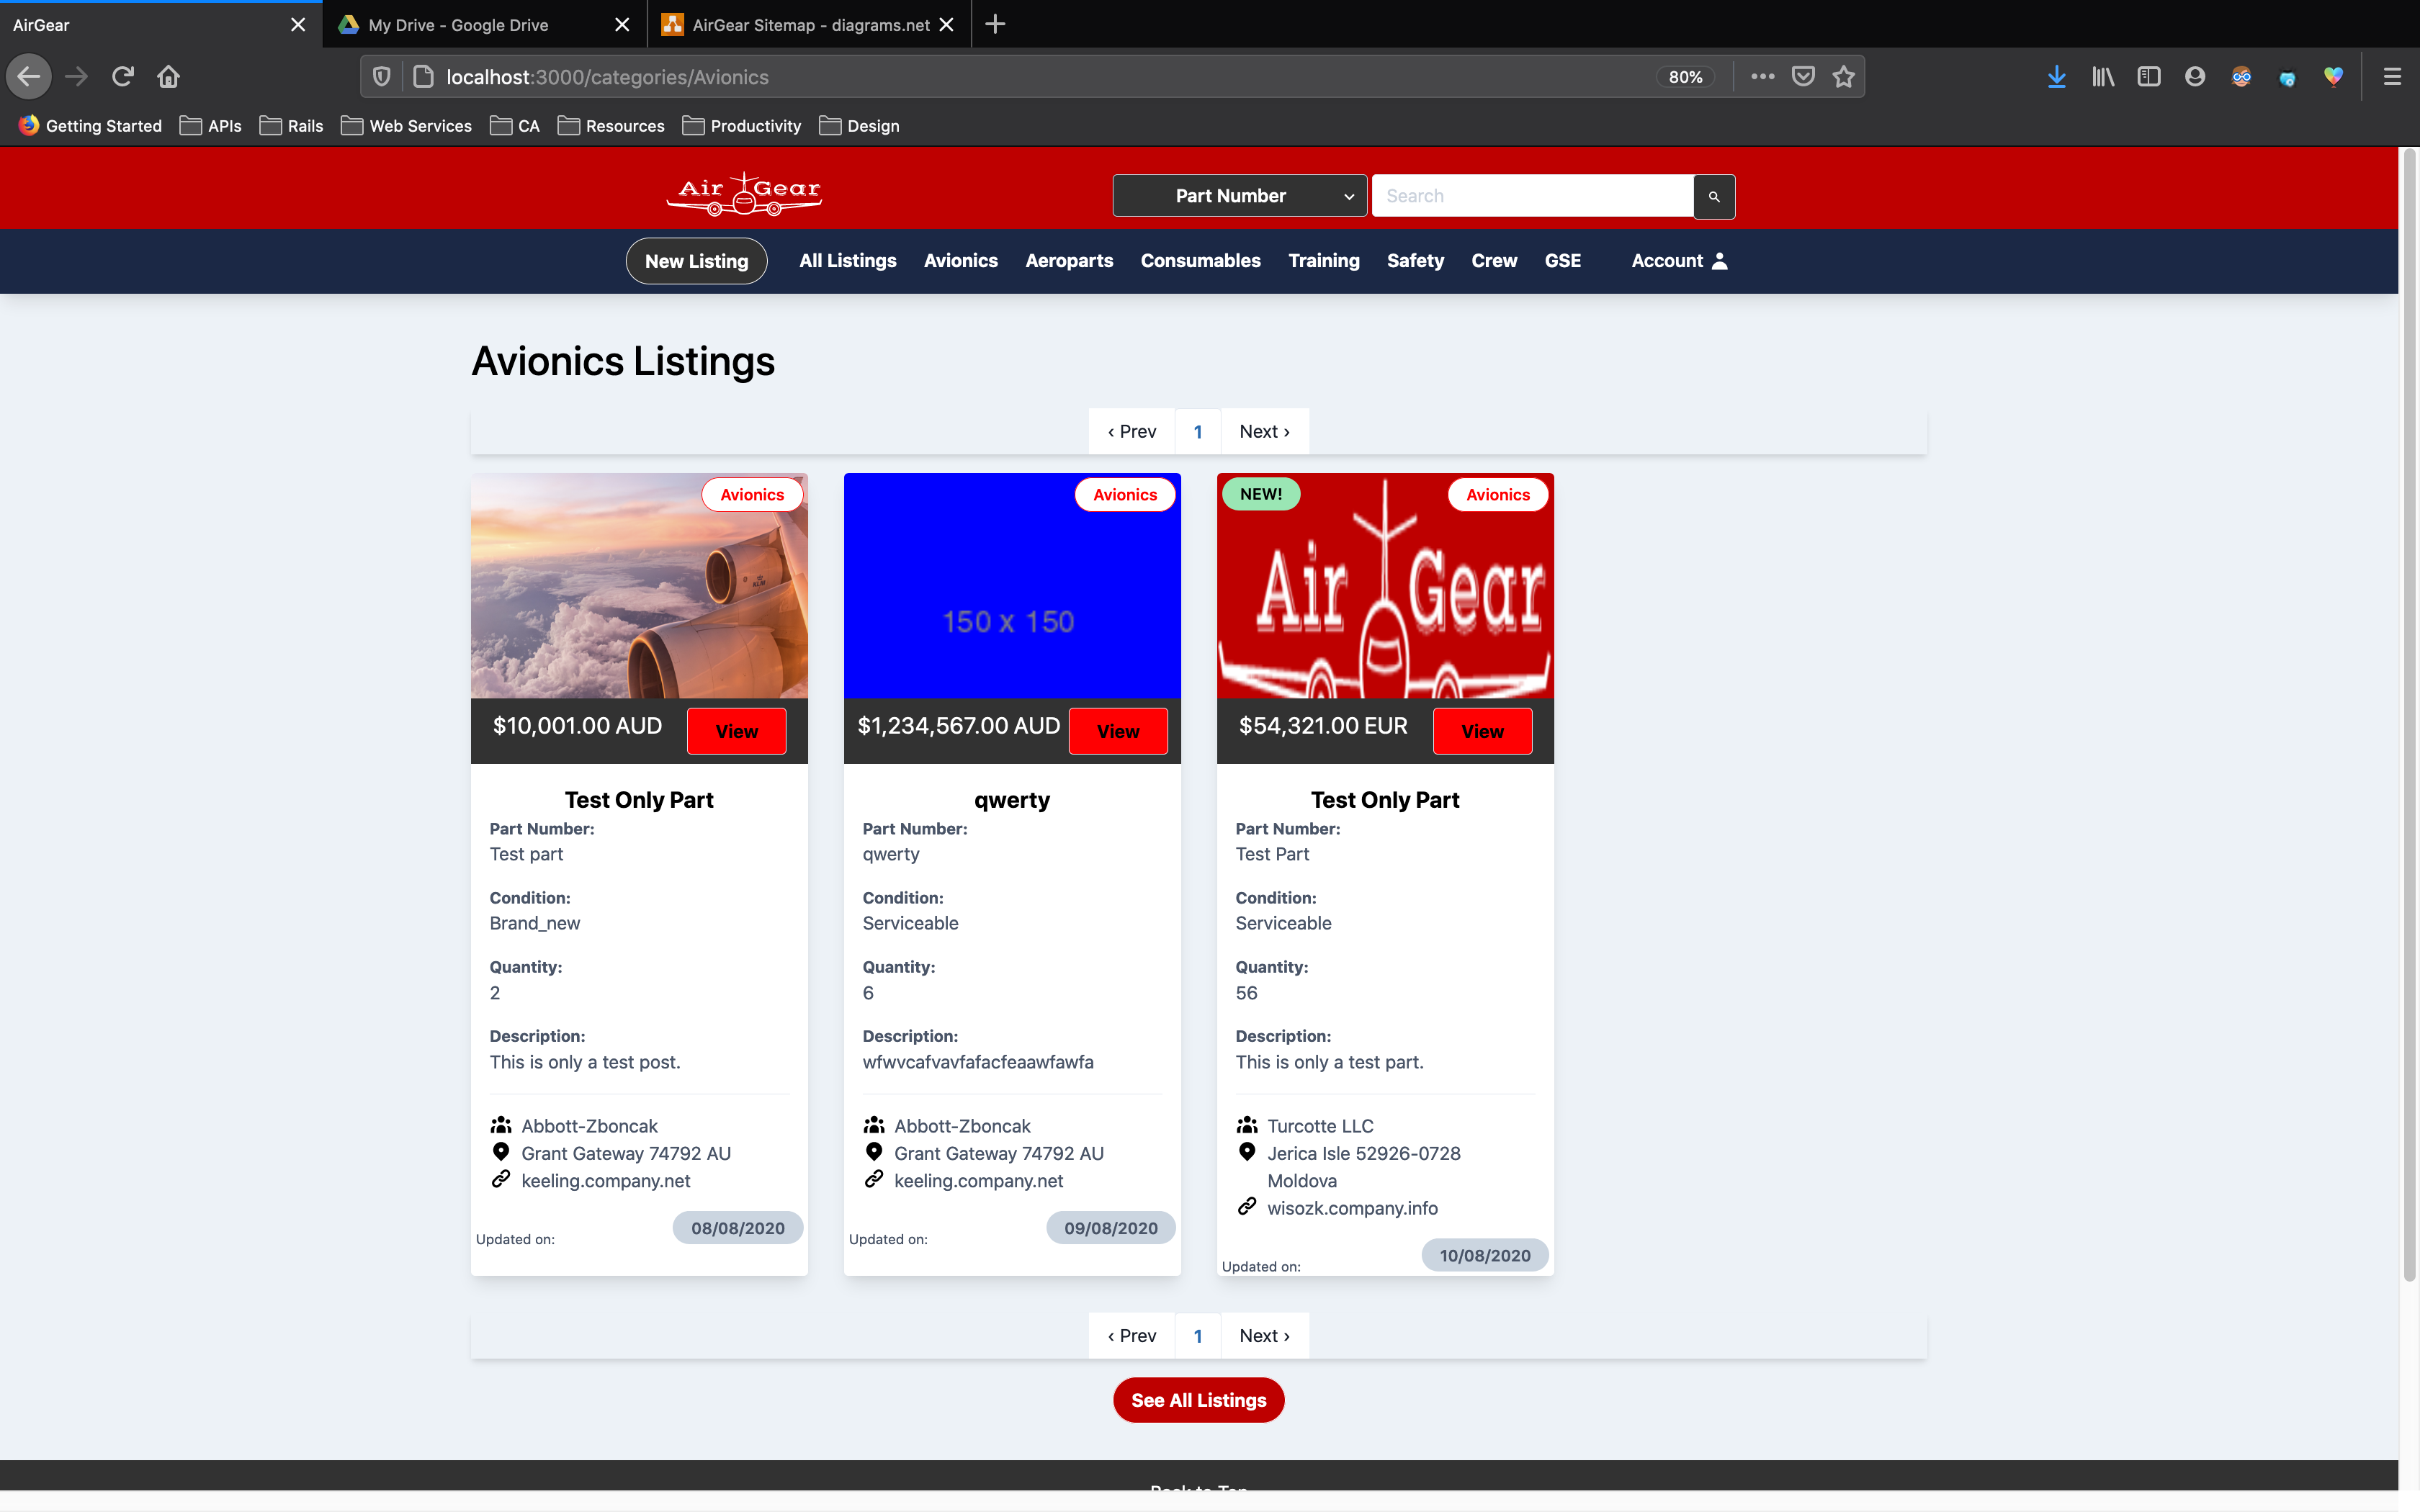 AirGear
My Drive - Google Drive
AirGear Sitemap - diagrams.net
localhost:3000/categories/Avionics
80%
Getting Started
APIs
Rails
Web Services
CA
Resources
Productivity
Design
Air Gear
Part Number
Search
New Listing
All Listings
Avionics
Aeroparts
Consumables
Training
Safety
Crew
GSE
Account
Avionics Listings
‹ Prev
1
Next ›
Avionics
$10,001.00 AUD
View
Test Only Part
Part Number:
Test part
Condition:
Brand_new
Quantity:
2
Description:
This is only a test post.
Abbott-Zboncak
Grant Gateway 74792 AU
keeling.company.net
Updated on:
08/08/2020
Avionics
150 x 150
$1,234,567.00 AUD
View
qwerty
Part Number:
qwerty
Condition:
Serviceable
Quantity:
6
Description:
wfwvcafvavfafacfeaawfawfa
Abbott-Zboncak
Grant Gateway 74792 AU
keeling.company.net
Updated on:
09/08/2020
NEW!
Avionics
Air Gear
$54,321.00 EUR
View
Test Only Part
Part Number:
Test Part
Condition:
Serviceable
Quantity:
56
Description:
This is only a test part.
Turcotte LLC
Jerica Isle 52926-0728
Moldova
wisozk.company.info
Updated on:
10/08/2020
‹ Prev
1
Next ›
See All Listings
Back to Top